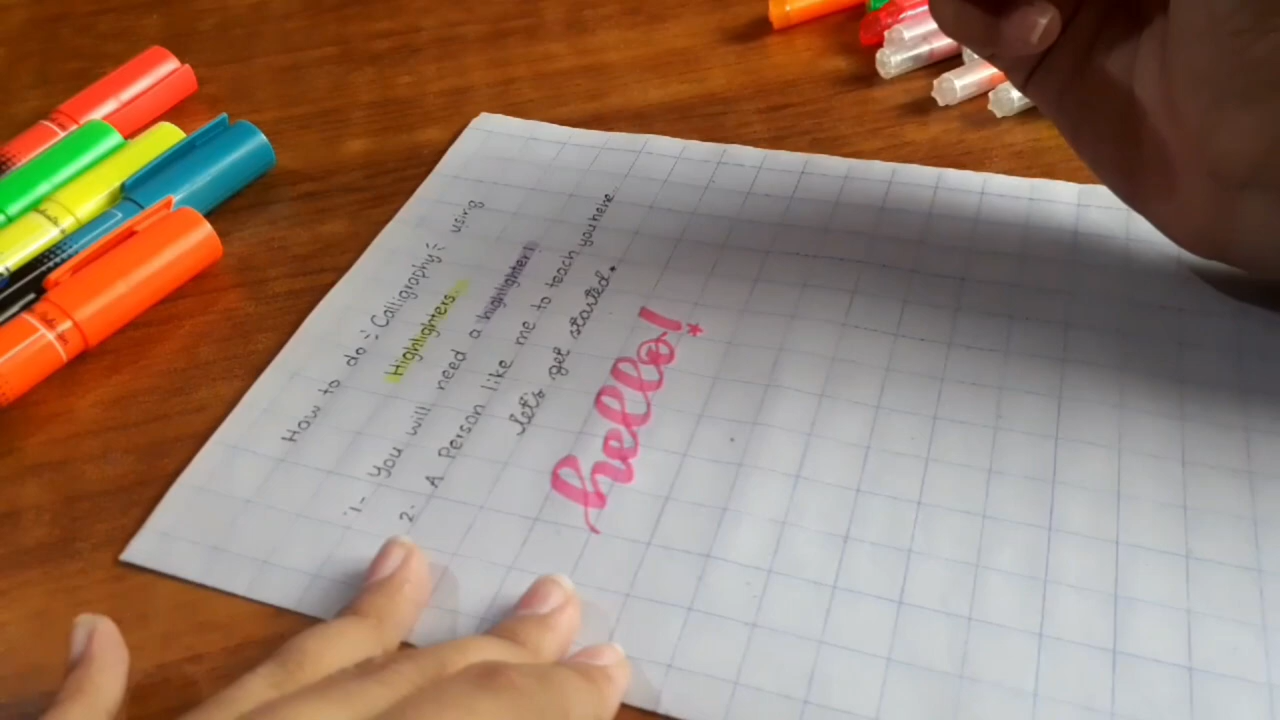 How to do :- Calligraphy :- using
Highlighters.
1- You will need a highlighter!
2- A Person like me to teach you here..
let's get started.
hello!